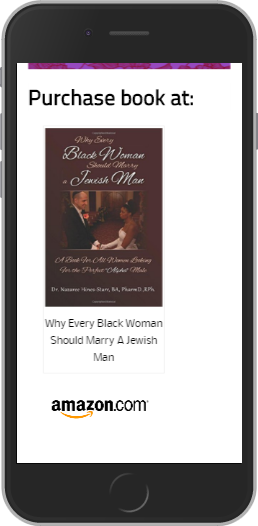 Purchase book at:
Why Every
Black Woman
Should Marry
a Jewish Man
A Book For All Women Looking
For the Perfect "Alpha" Male
Dr. Nazaree Hines-Starr, BA, PharmD, RPh
Why Every Black Woman
Should Marry A Jewish
Man
amazon.com